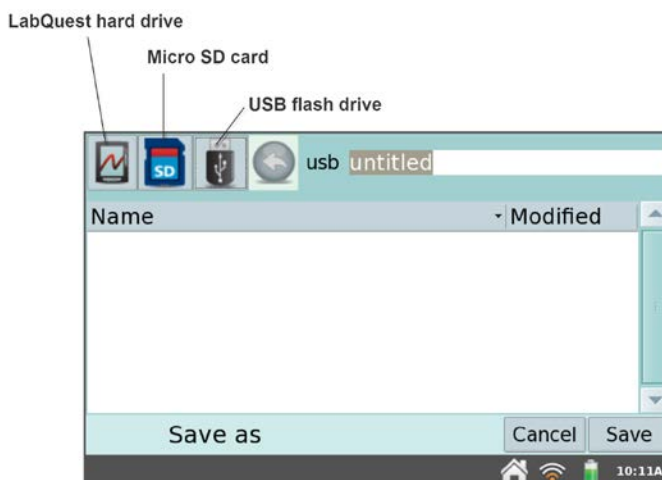 LabQuest hard drive
Micro SD card
USB flash drive
SD
usb untitled
Name Modified
Save as Cancel Save
10:11A